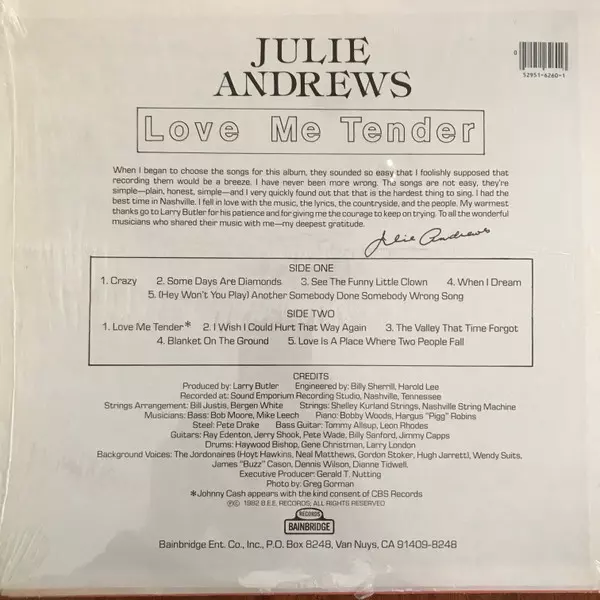 JULIE
ANDREWS
0
52951-6260-1
Love Me Tender
When I began to choose the songs for this album, they sounded so easy that I foolishly supposed that
recording them would be a breeze. I have never been more wrong. The songs are not easy, they're
simple—plain, honest, simple—and I very quickly found out that that is the hardest thing to sing. I had the
best time in Nashville. I fell in love with the music, the lyrics, the countryside, and the people. My warmest
thanks go to Larry Butler for his patience and for giving me the courage to keep on trying. To all the wonderful
musicians who shared their music with me—my deepest gratitude.
Julie Andrews
SIDE ONE
1. Crazy 2. Some Days Are Diamonds 3. See The Funny Little Clown 4. When I Dream
5. (Hey Won't You Play) Another Somebody Done Somebody Wrong Song
SIDE TWO
1. Love Me Tender* 2. I Wish I Could Hurt That Way Again 3. The Valley That Time Forgot
4. Blanket On The Ground 5. Love Is A Place Where Two People Fall
CREDITS
Produced by: Larry Butler Engineered by: Billy Sherrill, Harold Lee
Recorded at: Sound Emporium Recording Studio, Nashville, Tennessee
Strings Arrangement: Bill Justis, Bergen White Strings: Shelley Kurland Strings, Nashville String Machine
Musicians: Bass: Bob Moore, Mike Leech Piano: Bobby Woods, Hargus "Pigg" Robins
Steel: Pete Drake Bass Guitar: Tommy Allsup, Leon Rhodes
Guitars: Ray Edenton, Jerry Shook, Pete Wade, Billy Sanford, Jimmy Capps
Drums: Haywood Bishop, Gene Christman, Larry London
Background Voices: The Jordonaires (Hoyt Hawkins, Neal Matthews, Gordon Stoker, Hugh Jarrett), Wendy Suits,
James "Buzz" Cason, Dennis Wilson, Dianne Tidwell.
Executive Producer: Gerald T. Nutting
Photo by: Greg Gorman
*Johnny Cash appears with the kind consent of CBS Records
℗© 1982 B.E.E. RECORDS, ALL RIGHTS RESERVED
RECORDS
BAINBRIDGE
Bainbridge Ent. Co., Inc., P.O. Box 8248, Van Nuys, CA 91409-8248